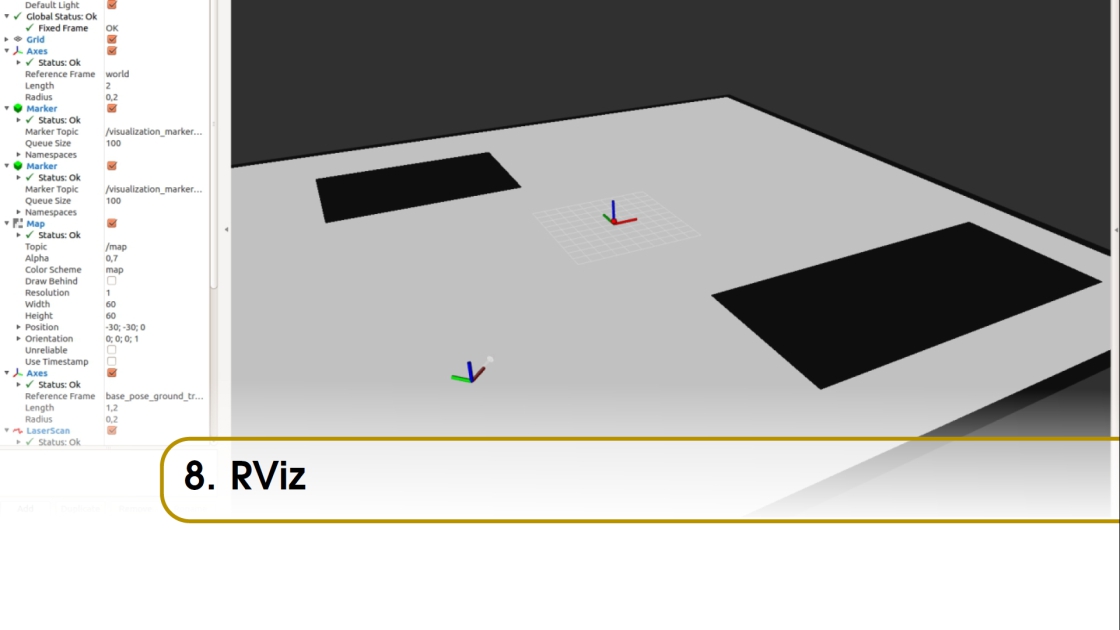 Default Light
Global Status: Ok
Fixed Frame OK
Grid
Axes
Status: Ok
Reference Frame world
Length 2
Radius 0,2
Marker
Status: Ok
Marker Topic /visualization_marker...
Queue Size 100
Namespaces
Marker
Status: Ok
Marker Topic /visualization_marker...
Queue Size 100
Namespaces
Map
Status: Ok
Topic /map
Alpha 0,7
Color Scheme map
Draw Behind
Resolution 1
Width 60
Height 60
Position -30; -30; 0
Orientation 0; 0; 0; 1
Unreliable
Use Timestamp
Axes
Status: Ok
Reference Frame base_pose_ground_tr...
Length 1,2
Radius 0,2
LaserScan
Status: Ok
8. RViz